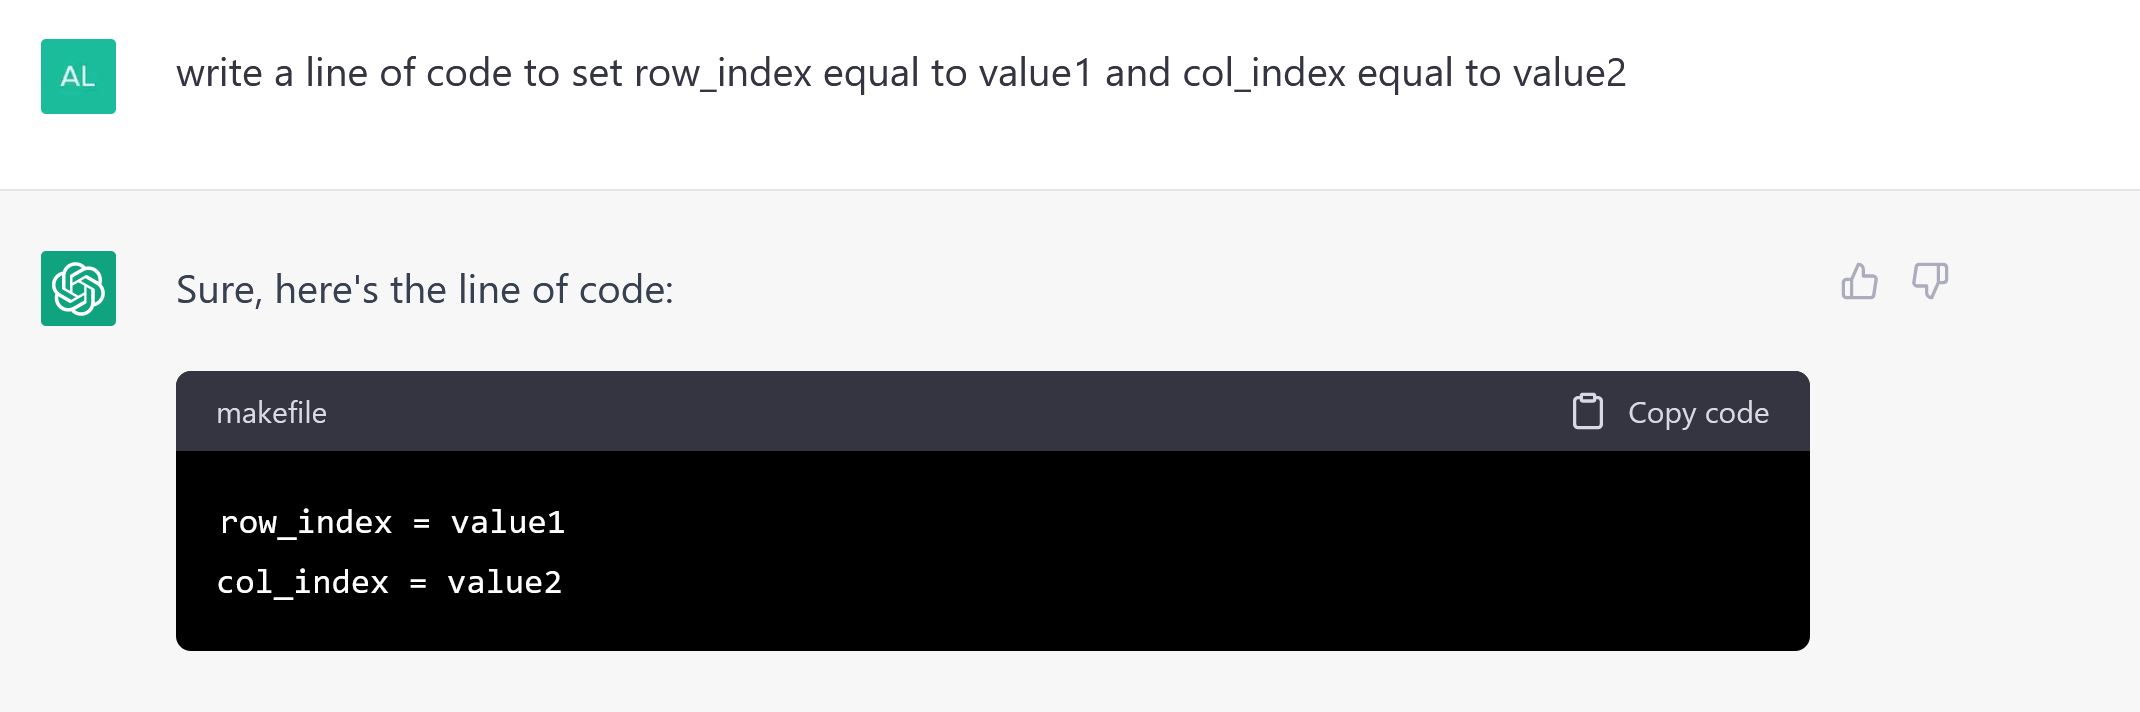 AL
write a line of code to set row_index equal to value1 and col_index equal to value2
Sure, here's the line of code:
makefile
Copy code
row_index = value1
col_index = value2